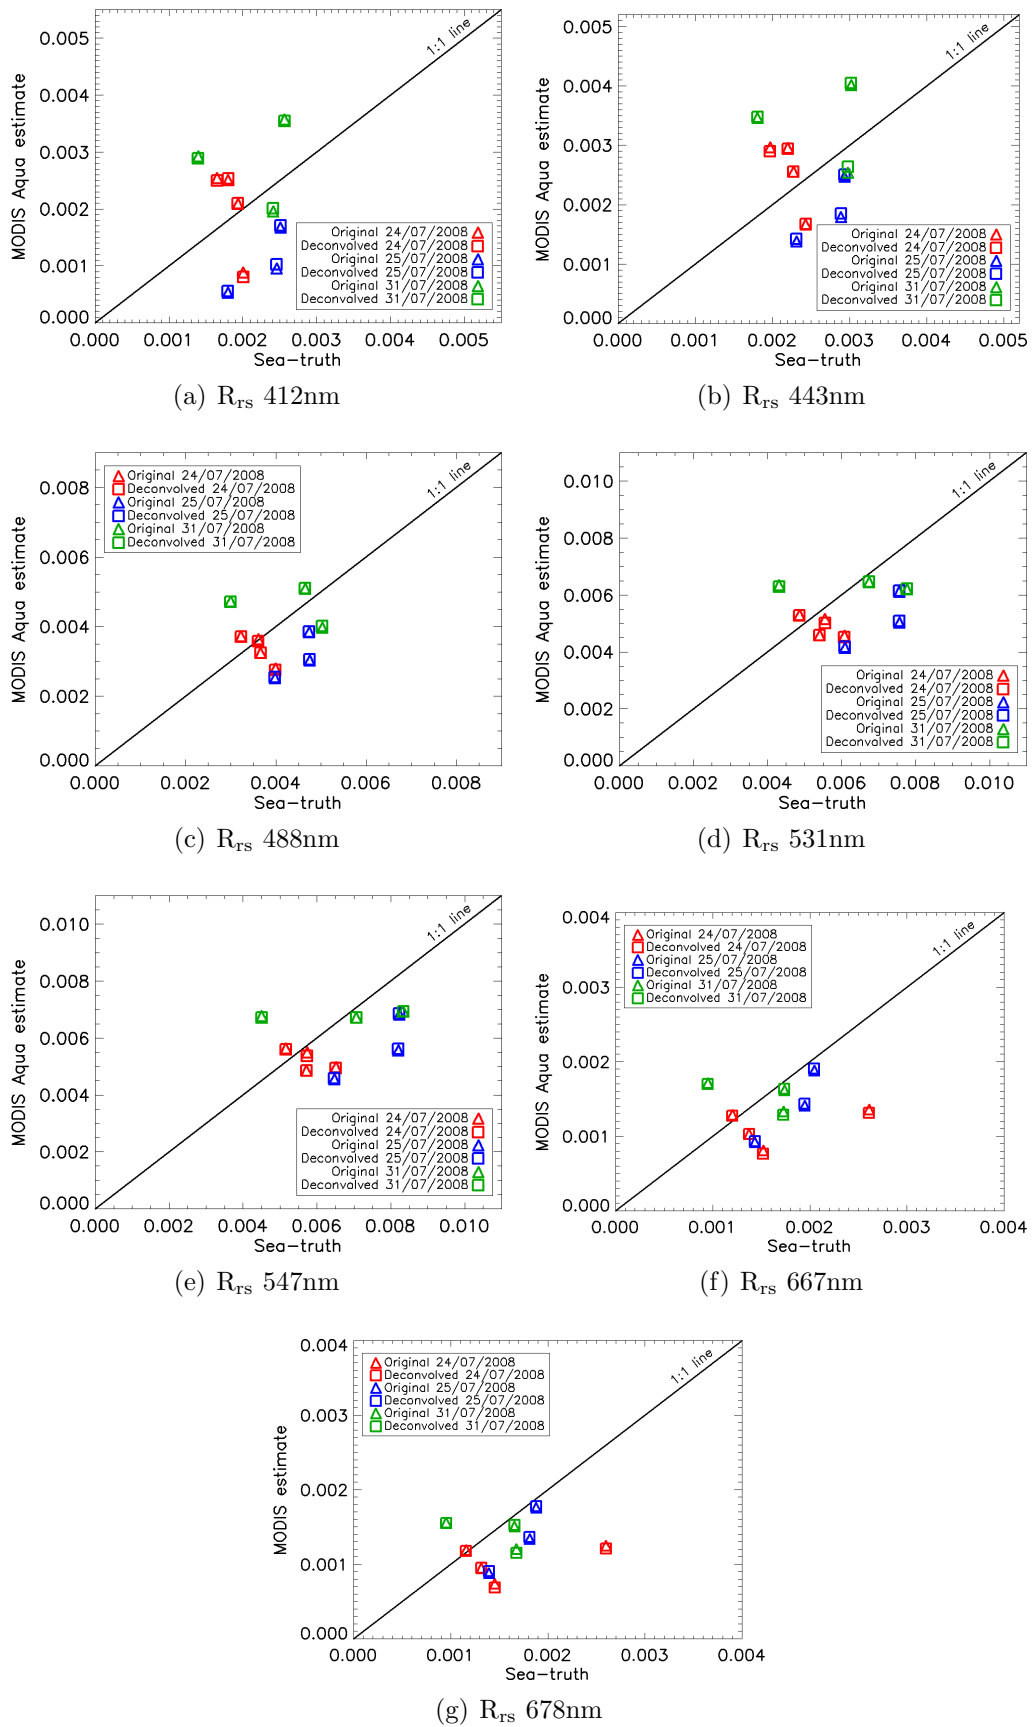 0.005
0.004
0.003
0.002
0.001
0.000
MODIS Aqua estimate
1:1 line
Original 24/07/2008
Deconvolved 24/07/2008
Original 25/07/2008
Deconvolved 25/07/2008
Original 31/07/2008
Deconvolved 31/07/2008
0.000 0.001 0.002 0.003 0.004 0.005
Sea-truth
(a) Rrs 412nm
0.005
0.004
0.003
0.002
0.001
0.000
MODIS Aqua estimate
1:1 line
Original 24/07/2008
Deconvolved 24/07/2008
Original 25/07/2008
Deconvolved 25/07/2008
Original 31/07/2008
Deconvolved 31/07/2008
0.000 0.001 0.002 0.003 0.004 0.005
Sea-truth
(b) Rrs 443nm
0.008
0.006
0.004
0.002
0.000
MODIS Aqua estimate
1:1 line
Original 24/07/2008
Deconvolved 24/07/2008
Original 25/07/2008
Deconvolved 25/07/2008
Original 31/07/2008
Deconvolved 31/07/2008
0.000 0.002 0.004 0.006 0.008
Sea-truth
(c) Rrs 488nm
0.010
0.008
0.006
0.004
0.002
0.000
MODIS Aqua estimate
1:1 line
Original 24/07/2008
Deconvolved 24/07/2008
Original 25/07/2008
Deconvolved 25/07/2008
Original 31/07/2008
Deconvolved 31/07/2008
0.000 0.002 0.004 0.006 0.008 0.010
Sea-truth
(d) Rrs 531nm
0.010
0.008
0.006
0.004
0.002
0.000
MODIS Aqua estimate
1:1 line
Original 24/07/2008
Deconvolved 24/07/2008
Original 25/07/2008
Deconvolved 25/07/2008
Original 31/07/2008
Deconvolved 31/07/2008
0.000 0.002 0.004 0.006 0.008 0.010
Sea-truth
(e) Rrs 547nm
0.004
0.003
0.002
0.001
0.000
MODIS Aqua estimate
1:1 line
Original 24/07/2008
Deconvolved 24/07/2008
Original 25/07/2008
Deconvolved 25/07/2008
Original 31/07/2008
Deconvolved 31/07/2008
0.000 0.001 0.002 0.003 0.004
Sea-truth
(f) Rrs 667nm
0.004
0.003
0.002
0.001
0.000
MODIS estimate
1:1 line
Original 24/07/2008
Deconvolved 24/07/2008
Original 25/07/2008
Deconvolved 25/07/2008
Original 31/07/2008
Deconvolved 31/07/2008
0.000 0.001 0.002 0.003 0.004
Sea-truth
(g) Rrs 678nm